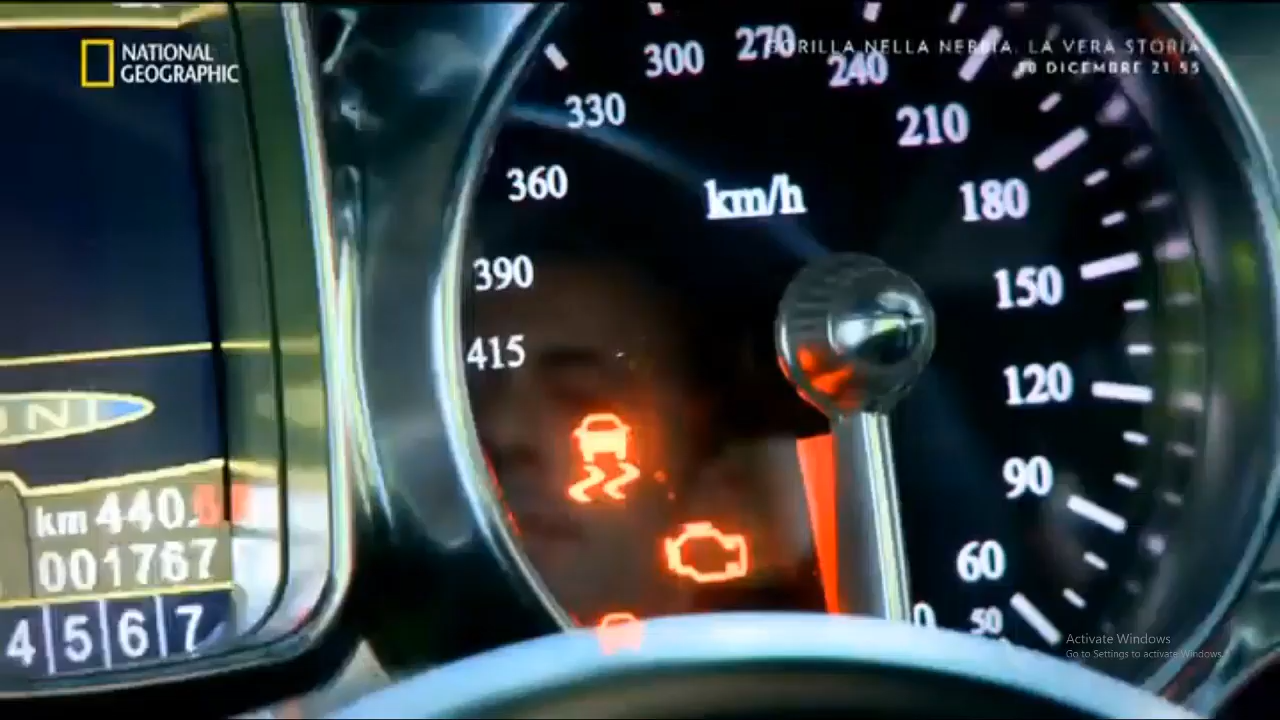 NATIONAL
GEOGRAPHIC
GORILLA NELLA NEBBIA. LA VERA STORIA
DICEMBRE 21:55
270
300
240
330
210
360
km/h
180
390
150
415
120
90
km 440.
001767
60
50
0
4 5 6 7
Activate Windows
Go to Settings to activate Windows.